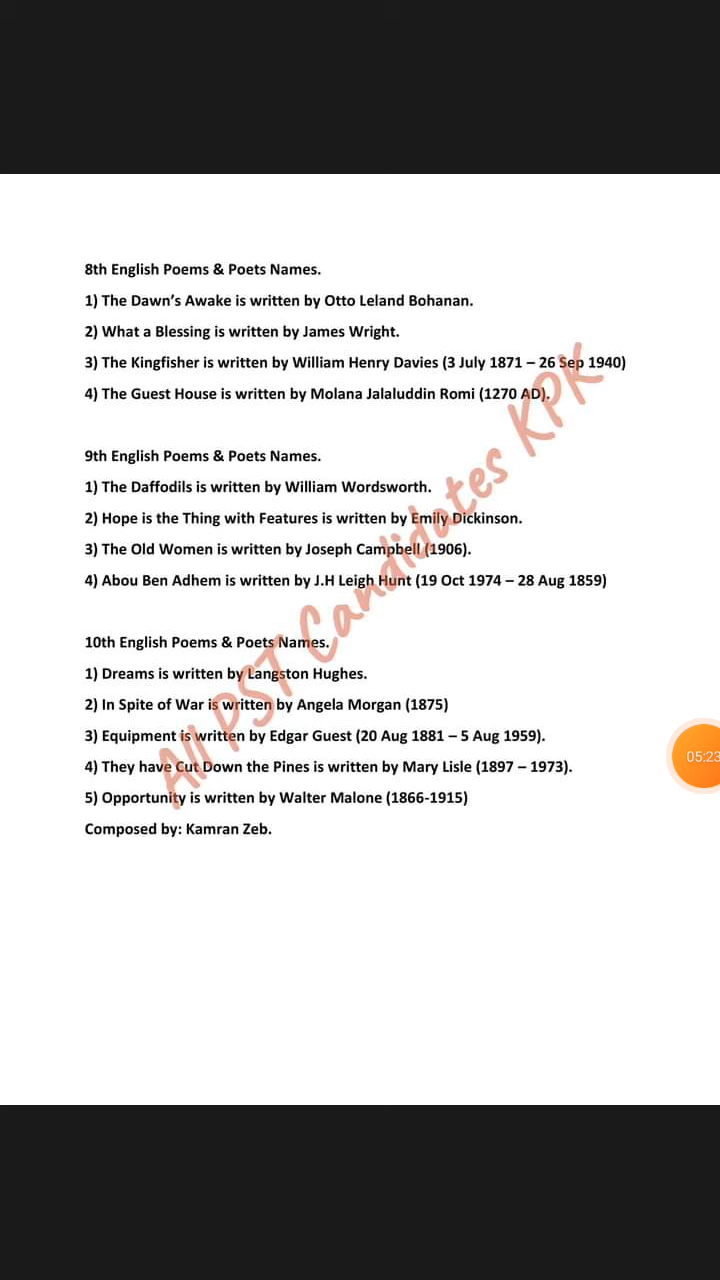 8th English Poems & Poets Names.
1) The Dawn's Awake is written by Otto Leland Bohanan.
2) What a Blessing is written by James Wright.
3) The Kingfisher is written by William Henry Davies (3 July 1871 – 26 Sep 1940)
4) The Guest House is written by Molana Jalaluddin Romi (1270 AD).
9th English Poems & Poets Names.
1) The Daffodils is written by William Wordsworth.
2) Hope is the Thing with Features is written by Emily Dickinson.
3) The Old Women is written by Joseph Campbell (1906).
4) Abou Ben Adhem is written by J.H Leigh Hunt (19 Oct 1974 – 28 Aug 1859)
10th English Poems & Poets Names.
1) Dreams is written by Langston Hughes.
2) In Spite of War is written by Angela Morgan (1875)
3) Equipment is written by Edgar Guest (20 Aug 1881 – 5 Aug 1959).
4) They have Cut Down the Pines is written by Mary Lisle (1897 – 1973).
5) Opportunity is written by Walter Malone (1866-1915)
Composed by: Kamran Zeb.
All PST Candidates KPK
05:23